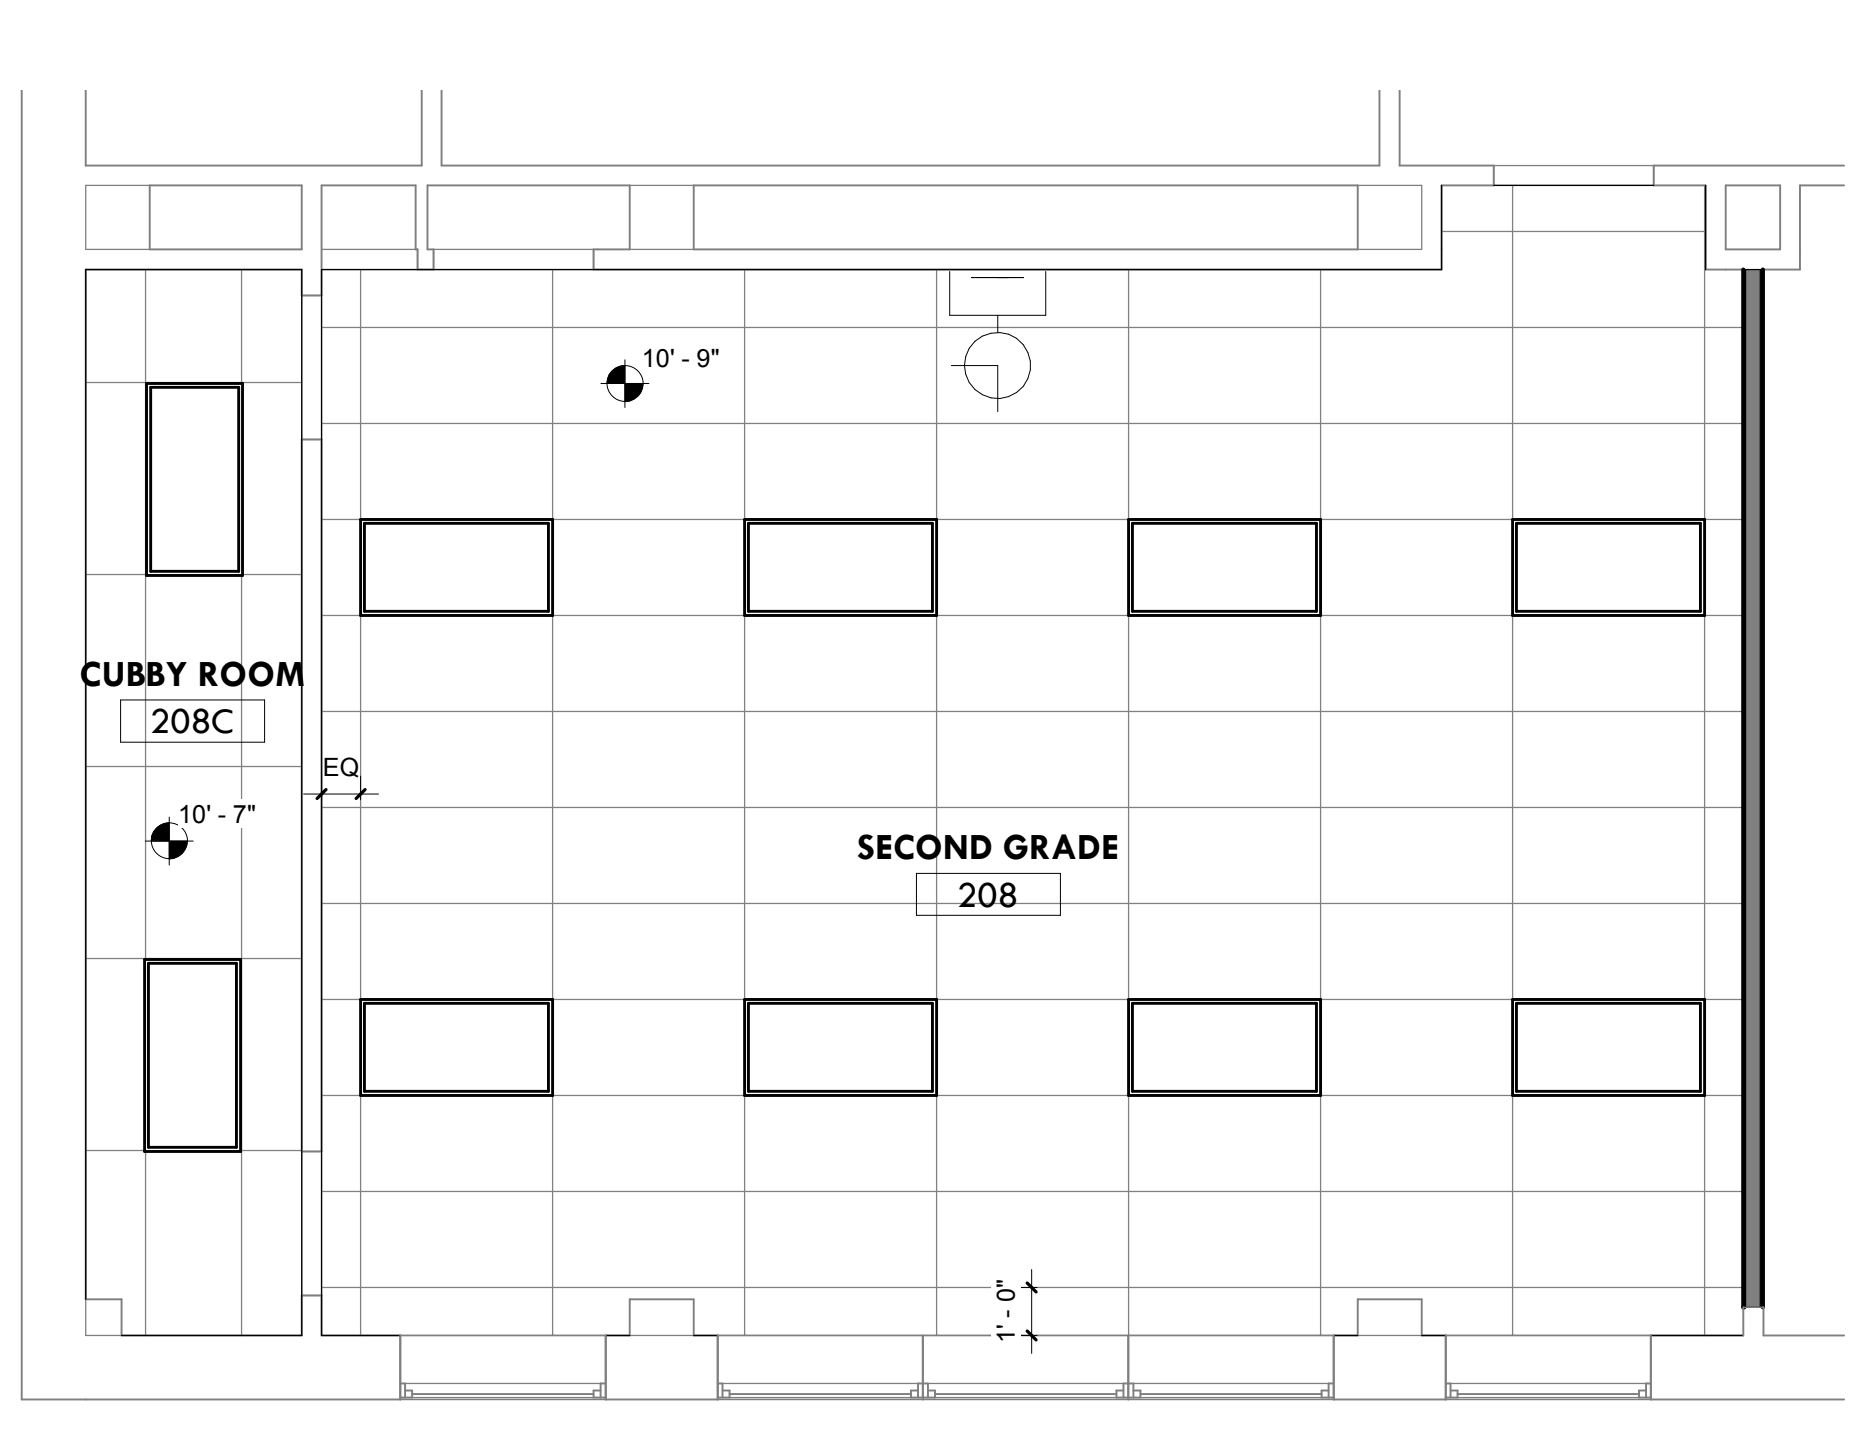 10' - 9"
CUBBY ROOM
208C
EQ
10' - 7"
SECOND GRADE
208
1' - 0"